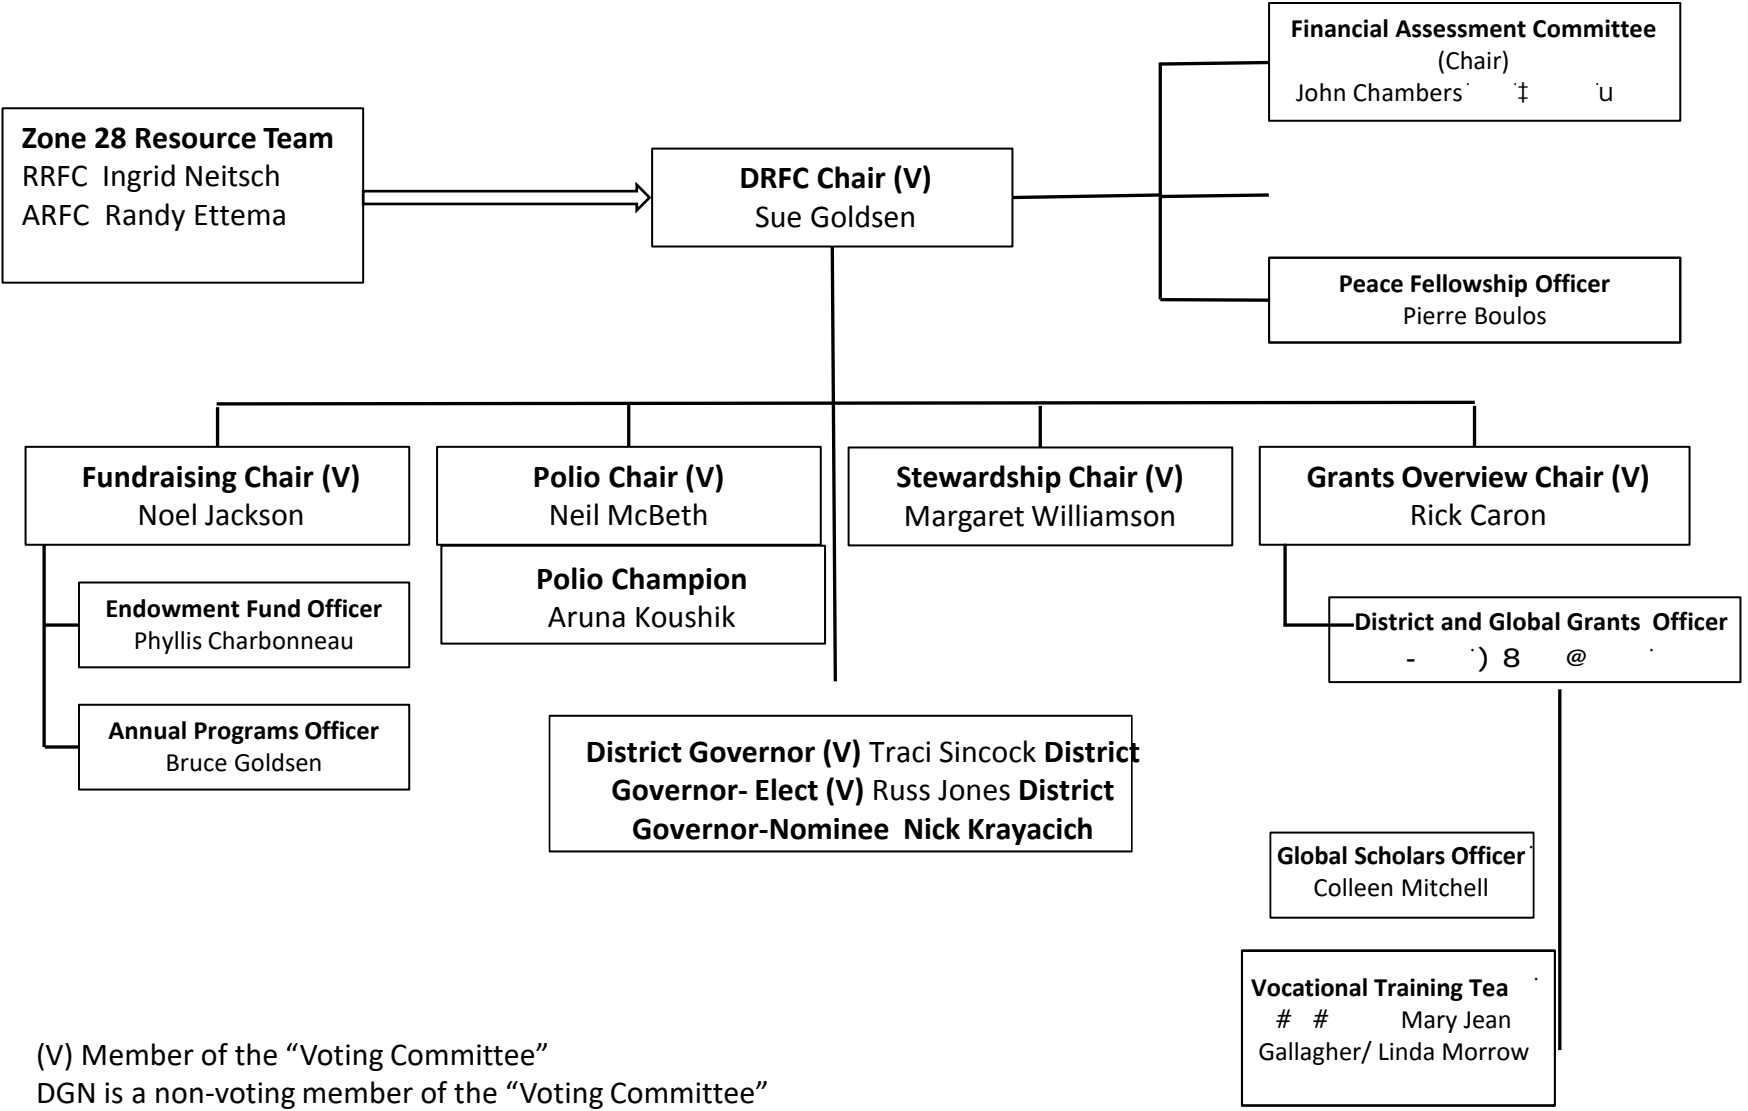 Financial Assessment Committee
(Chair)
John Chambers
Zone 28 Resource Team
RRFC Ingrid Neitsch
ARFC Randy Ettema
DRFC Chair (V)
Sue Goldsen
Peace Fellowship Officer
Pierre Boulos
Fundraising Chair (V)
Noel Jackson
Polio Chair (V)
Neil McBeth
Stewardship Chair (V)
Margaret Williamson
Grants Overview Chair (V)
Rick Caron
Polio Champion
Aruna Koushik
Endowment Fund Officer
Phyllis Charbonneau
District and Global Grants Officer
Annual Programs Officer
Bruce Goldsen
District Governor (V) Traci Sincock District
Governor- Elect (V) Russ Jones District
Governor-Nominee Nick Krayacich
Global Scholars Officer
Colleen Mitchell
Vocational Training Tea
# # Mary Jean
Gallagher/ Linda Morrow
(V) Member of the “Voting Committee”
DGN is a non-voting member of the “Voting Committee”